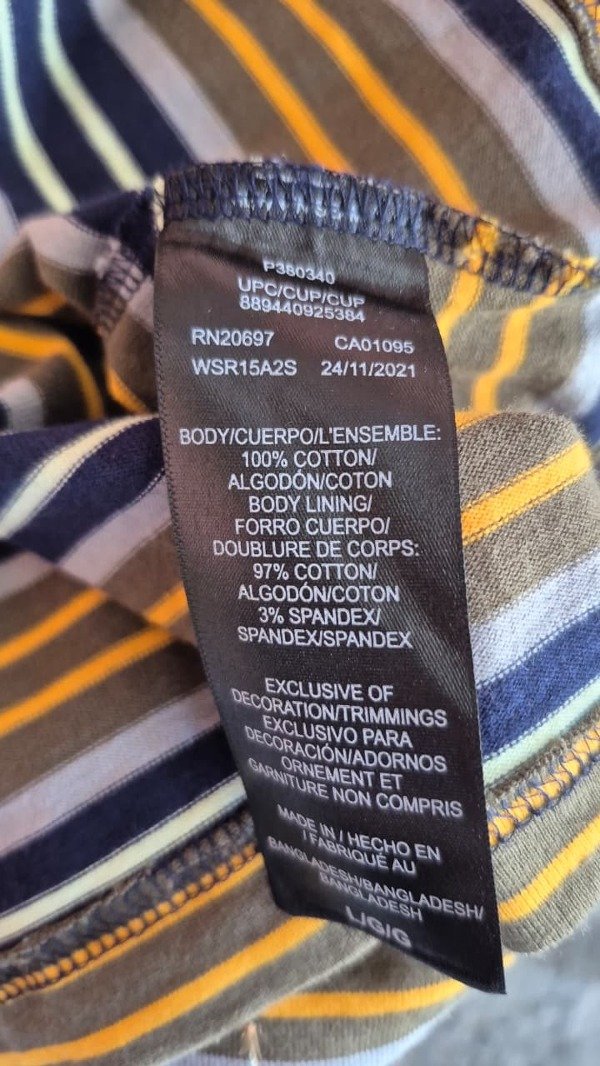 P380340
UPC/CUP/CUP
889440925384
RN20697 CA01095
WSR15A2S 24/11/2021
BODY/CUERPO/L'ENSEMBLE:
100% COTTON/
ALGODÓN/COTON
BODY LINING/
FORRO CUERPO/
DOUBLURE DE CORPS:
97% COTTON/
ALGODÓN/COTON
3% SPANDEX/
SPANDEX/SPANDEX
EXCLUSIVE OF
DECORATION/TRIMMINGS
EXCLUSIVO PARA
DECORACIÓN/ADORNOS
ORNEMENT ET
GARNITURE NON COMPRIS
MADE IN / HECHO EN
/ FABRIQUÉ AU
BANGLADESH/BANGLADESH/
BANGLADESH
L/G/G